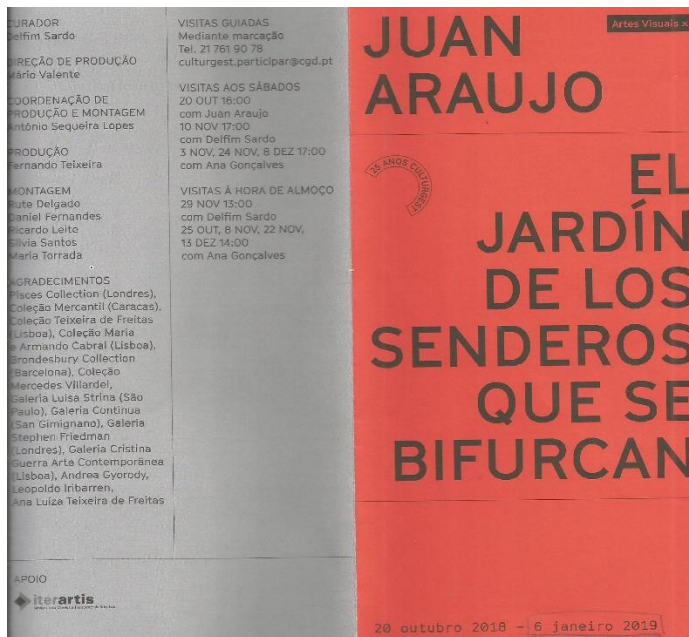 CURADOR
Delfim Sardo
DIREÇÃO DE PRODUÇÃO
Mário Valente
COORDENAÇÃO DE
PRODUÇÃO E MONTAGEM
António Sequeira Lopes
PRODUÇÃO
Fernando Teixeira
MONTAGEM
Rute Delgado
Daniel Fernandes
Ricardo Leite
Sílvia Santos
Maria Torrada
AGRADECIMENTOS
Pisces Collection (Londres),
Coleção Mercantil (Caracas),
Coleção Teixeira de Freitas
(Lisboa), Coleção Maria
e Armando Cabral (Lisboa),
Brondesbury Collection
(Barcelona), Coleção
Mercedes Villardel,
Galeria Luisa Strina (São
Paulo), Galeria Continua
(San Gimignano), Galeria
Stephen Friedman
(Londres), Galeria Cristina
Guerra Arte Contemporânea
(Lisboa), Andrea Gyorody,
Leopoldo Iribarren,
Ana Luiza Teixeira de Freitas
APOIO
iterartis
VISITAS GUIADAS
Mediante marcação
Tel. 21 761 90 78
culturgest.participar@cgd.pt
VISITAS AOS SÁBADOS
20 OUT 16:00
com Juan Araujo
10 NOV 17:00
com Delfim Sardo
3 NOV, 24 NOV, 8 DEZ 17:00
com Ana Gonçalves
VISITAS À HORA DE ALMOÇO
29 NOV 13:00
com Delfim Sardo
25 OUT, 8 NOV, 22 NOV,
13 DEZ 14:00
com Ana Gonçalves
Artes Visuais ×
JUAN
ARAUJO
25 ANOS CULTURGEST
EL
JARDÍN
DE LOS
SENDEROS
QUE SE
BIFURCAN
20 outubro 2018 – 6 janeiro 2019